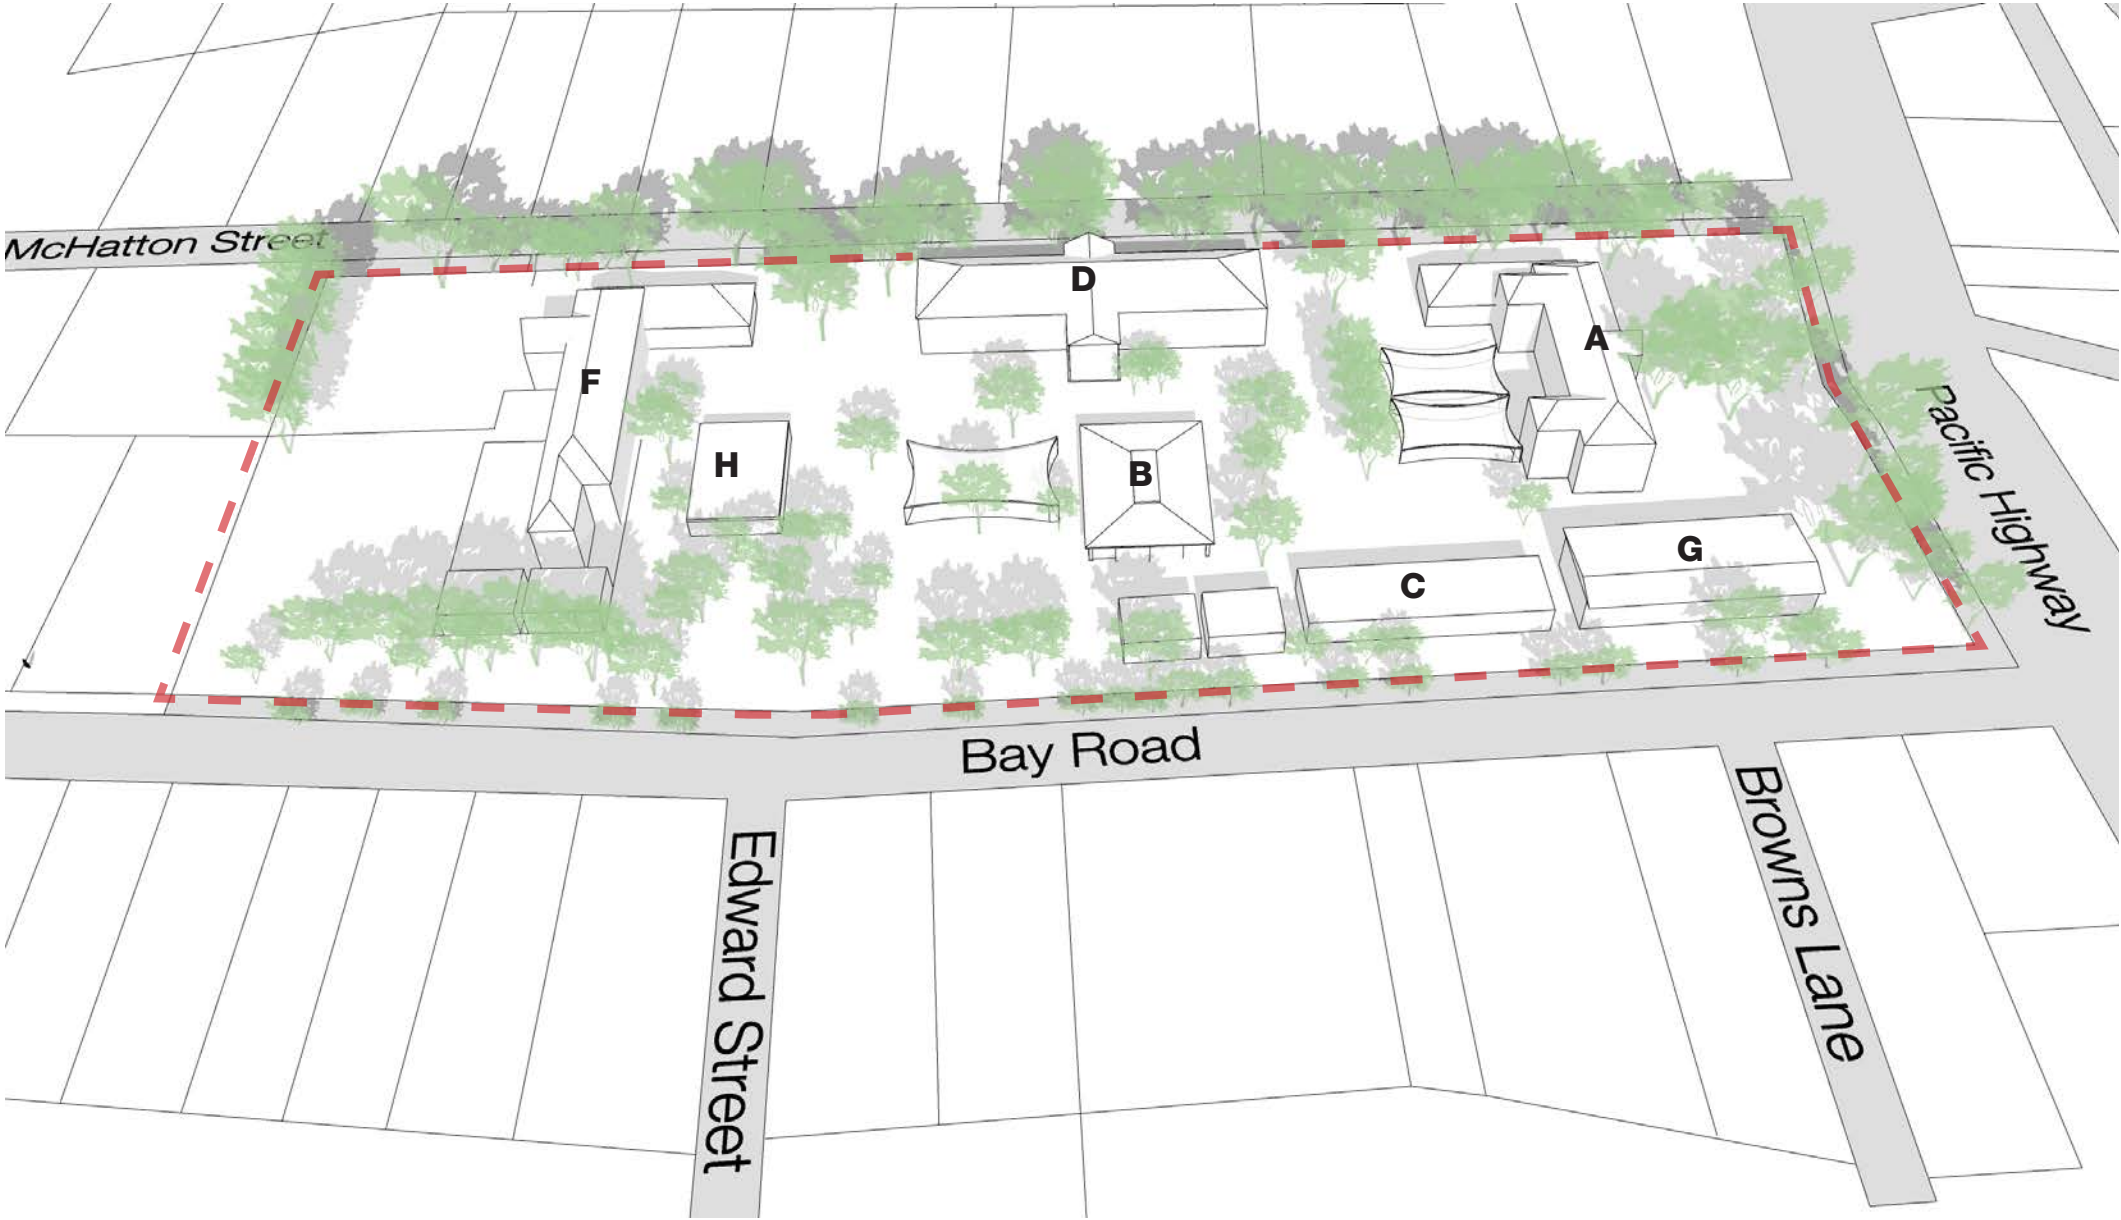 McHatton Street
D
A
F
H
B
Pacific Highway
G
C
Bay Road
Browns Lane
Edward Street